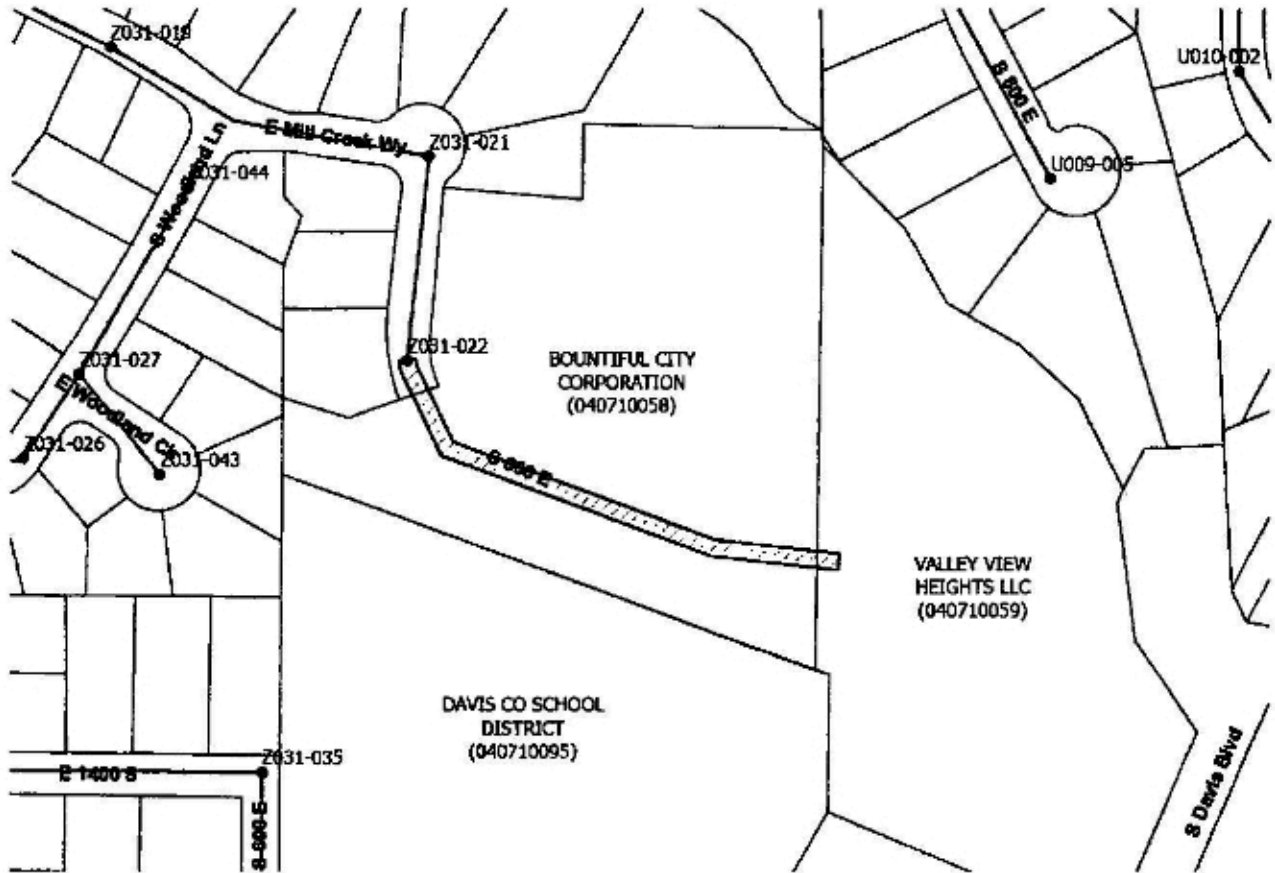 Z031-019
U010-002
S 800 E
E Mill Creek Wy
Z031-021
Z031-044
U009-005
S Woodland Ln
Z031-027
Z031-022
BOUNTIFUL CITY
CORPORATION
(040710058)
E Woodland Cir
Z031-026
Z031-043
VALLEY VIEW
HEIGHTS LLC
(040710059)
DAVIS CO SCHOOL
DISTRICT
(040710095)
Z031-035
E 1400 S
S 600 E
S Davis Blvd